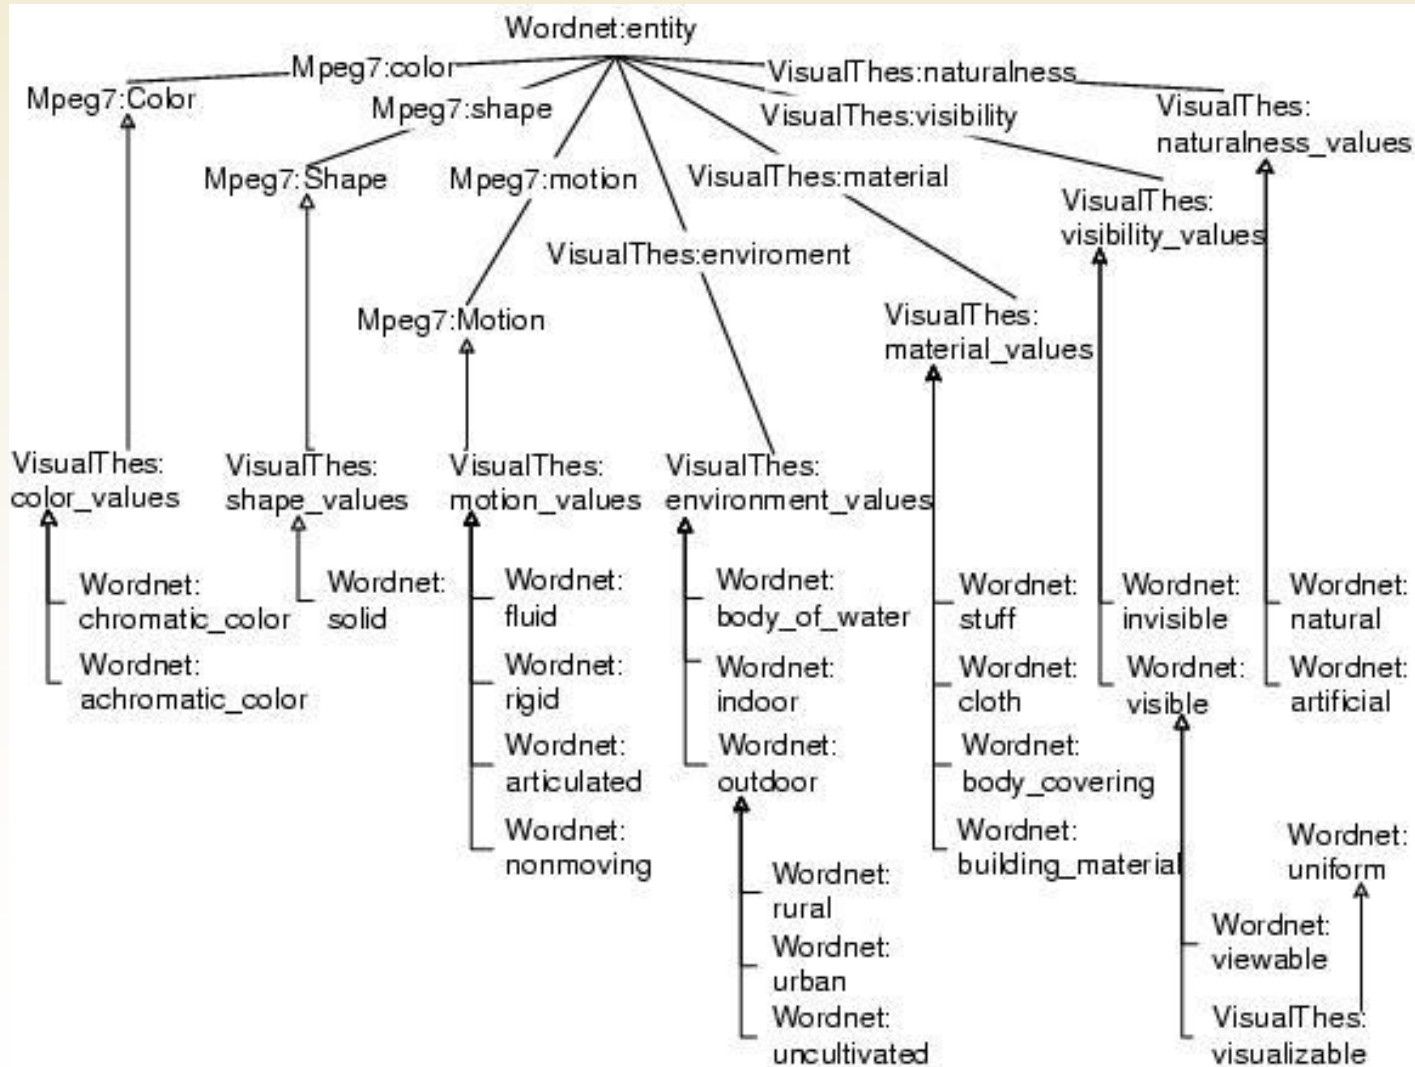 Wordnet:entity
Mpeg7:color
VisualThes:naturalness
Mpeg7:Color
Mpeg7:shape
VisualThes:visibility
VisualThes:
naturalness_values
Mpeg7:Shape
Mpeg7:motion
VisualThes:material
VisualThes:
visibility_values
VisualThes:enviroment
Mpeg7:Motion
VisualThes:
material_values
VisualThes:
color_values
VisualThes:
shape_values
VisualThes:
motion_values
VisualThes:
environment_values
Wordnet:
chromatic_color
Wordnet:
achromatic_color
Wordnet:
solid
Wordnet:
fluid
Wordnet:
rigid
Wordnet:
articulated
Wordnet:
nonmoving
Wordnet:
body_of_water
Wordnet:
indoor
Wordnet:
outdoor
Wordnet:
rural
Wordnet:
urban
Wordnet:
uncultivated
Wordnet:
stuff
Wordnet:
cloth
Wordnet:
body_covering
Wordnet:
building_material
Wordnet:
invisible
Wordnet:
visible
Wordnet:
natural
Wordnet:
artificial
Wordnet:
uniform
Wordnet:
viewable
VisualThes:
visualizable